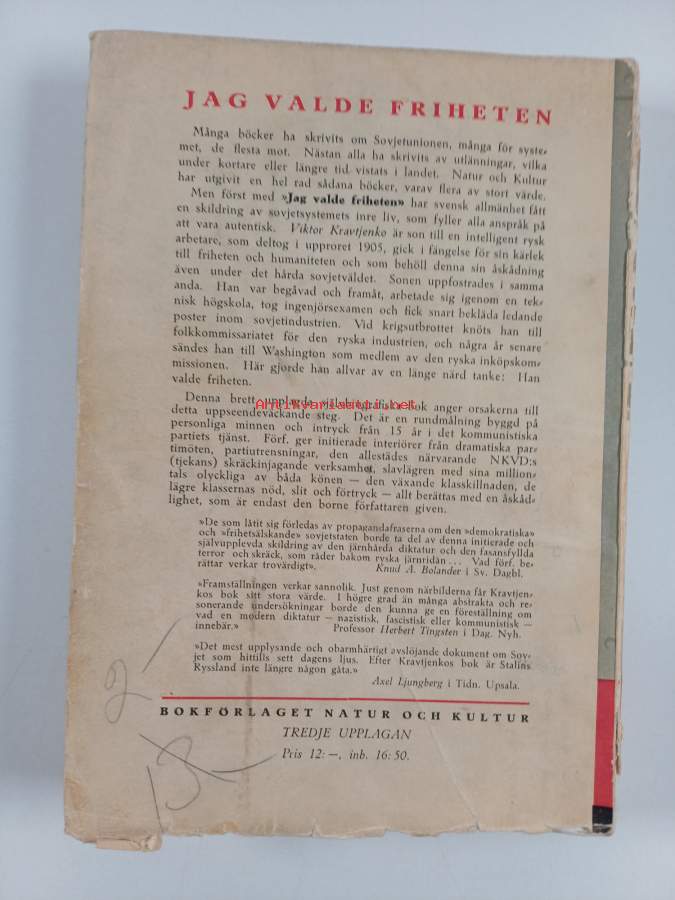 JAG VALDE FRIHETEN
Många böcker ha skrivits om Sovjetunionen, många för syste-
met, de flesta mot. Nästan alla ha skrivits av utlänningar, vilka
under kortare eller längre tid vistats i landet. Natur och Kultur
har utgivit en hel rad sådana böcker, varav flera av stort värde.
Men först med »Jag valde friheten» har svensk allmänhet fått
en skildring av sovjetsystemets inre liv, som fyller alla anspråk på
att vara autentisk. Viktor Kravtjenko är son till en intelligent rysk
arbetare, som deltog i upproret 1905, gick i fängelse för sin kärlek
till friheten och humaniteten och som behöll denna sin åskådning
även under det hårda sovjetväldet. Sonen uppfostrades i samma
anda. Han var begåvad och framåt, arbetade sig igenom en tek-
nisk högskola, tog ingenjörsexamen och fick snart bekläda ledande
poster inom sovjetindustrien. Vid krigsutbrottet knöts han till
folkkommissariatet för den ryska industrien, och några år senare
sändes han till Washington som medlem av den ryska inköpskom-
missionen. Här gjorde han allvar av en länge närd tanke: Han
valde friheten.
Denna brett upplagda självbiografiska bok anger orsakerna till
Antikvariaatti.net
detta uppseendeväckande steg. Det är en rundmålning byggd på
personliga minnen och intryck från 15 år i det kommunistiska
partiets tjänst. Förf. ger initierade interiörer från dramatiska par-
timöten, partiutrensningar, den allestädes närvarande NKVD:s
(tjekans) skräckinjagande verksamhet, slavlägren med sina million-
tals olyckliga av båda könen — den växande klasskillnaden, de
lägre klassernas nöd, slit och förtryck — allt berättas med en åskåd-
lighet, som är endast den borne författaren given.
»De som låtit sig förledas av propagandafraserna om den »demokratiska»
och »frihetsälskande» sovjetstaten borde ta del av denna initierade och
självupplevda skildring av den järnhårda diktatur och den fasansfyllda
terror och skräck, som råder bakom ryska järnridån... Vad förf. be-
rättar verkar trovärdigt». Knud A. Bolander i Sv. Dagbl.
»Framställningen verkar sannolik. Just genom närbilderna får Kravtjen-
kos bok sitt stora värde. I högre grad än många abstrakta och re-
sonerande undersökningar borde den kunna ge en föreställning om
vad en modern diktatur — nazistisk, fascistisk eller kommunistisk —
innebär.» Professor Herbert Tingsten i Dag. Nyh.
»Det mest upplysande och obarmhärtigt avslöjande dokument om Sov-
jet som hittills sett dagens ljus. Efter Kravtjenkos bok är Stalins
Ryssland inte längre någon gåta.»
Axel Ljungberg i Tidn. Upsala.
BOKFÖRLAGET NATUR OCH KULTUR
TREDJE UPPLAGAN
Pris 12:—, inb. 16:50.
2-